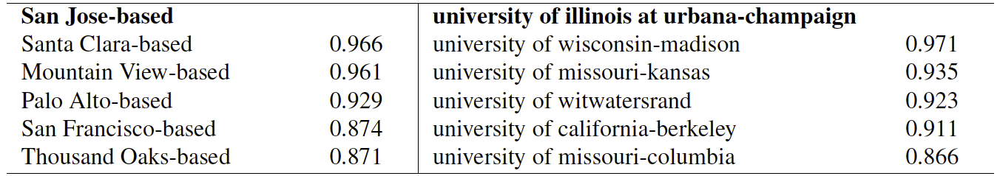 San Jose-based university of illinois at urbana-champaign
Santa Clara-based 0.966 university of wisconsin-madison 0.971
Mountain View-based 0.961 university of missouri-kansas 0.935
Palo Alto-based 0.929 university of witwatersrand 0.923
San Francisco-based 0.874 university of california-berkeley 0.911
Thousand Oaks-based 0.871 university of missouri-columbia 0.866